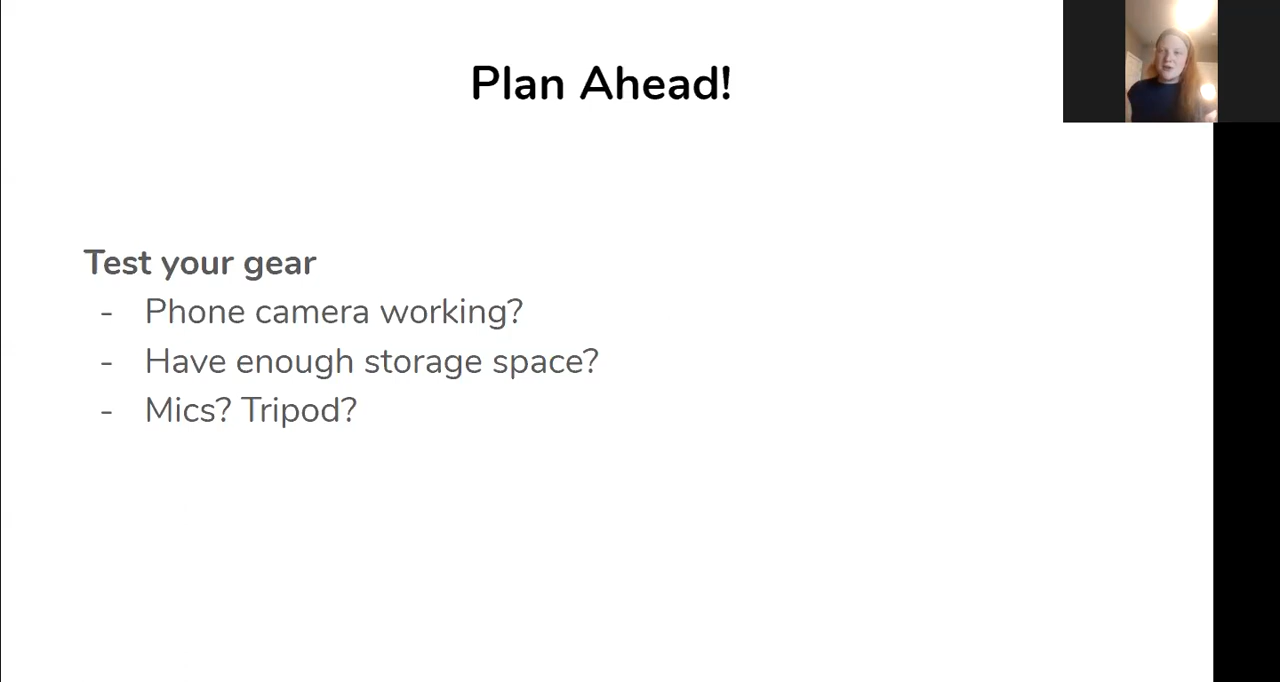 Plan Ahead!
Test your gear
- Phone camera working?
- Have enough storage space?
- Mics? Tripod?